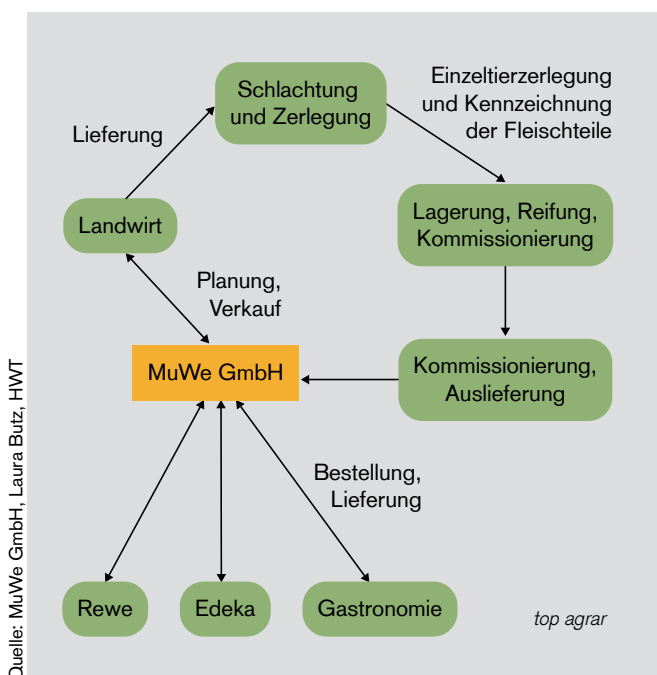 Schlachtung
und Zerlegung
Einzeltierzerlegung
und Kennzeichnung
der Fleischteile
Lieferung
Landwirt
Lagerung, Reifung,
Kommissionierung
Planung,
Verkauf
MuWe GmbH
Kommissionierung,
Auslieferung
Bestellung,
Lieferung
Rewe
Edeka
Gastronomie
top agrar
Quelle: MuWe GmbH, Laura Butz, HWT